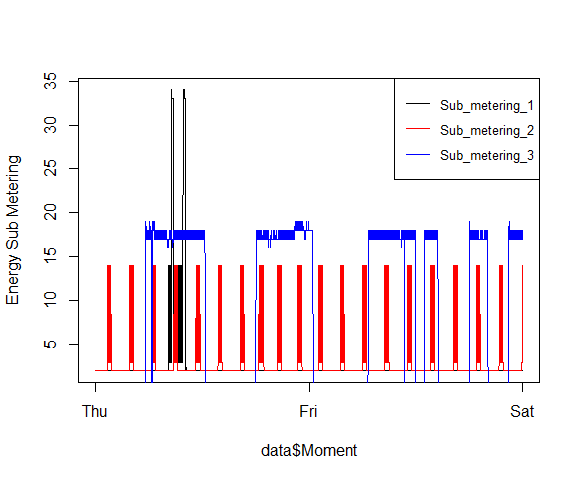 35
30
25
20
15
10
5
Energy Sub Metering
Sub_metering_1
Sub_metering_2
Sub_metering_3
Thu
Fri
Sat
data$Moment